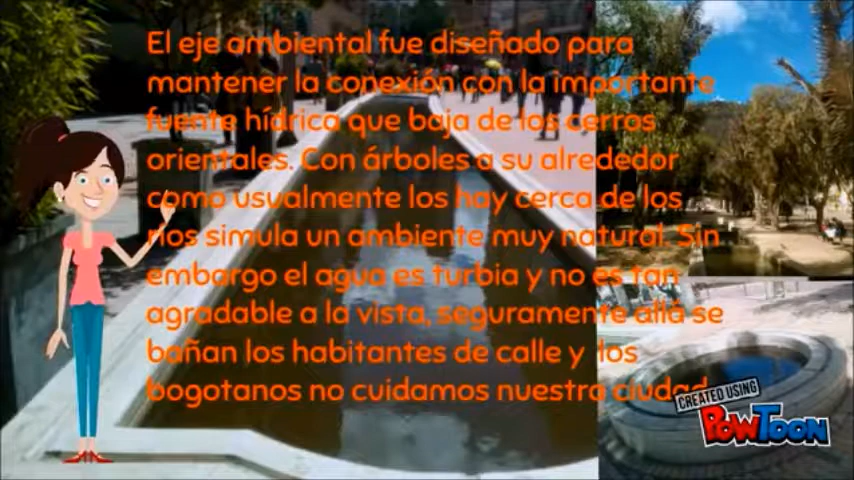 El eje ambiental fue diseñado para
mantener la conexión con la importante
fuente hídrica que baja de los cerros
orientales. Con árboles a su alrededor
como usualmente los hay cerca de los
ríos simula un ambiente muy natural. Sin
embargo el agua es turbia y no es tan
agradable a la vista, seguramente allá se
bañan los habitantes de calle y los
bogotanos no cuidamos nuestra ciudad.
CREATED USING
POWTOON